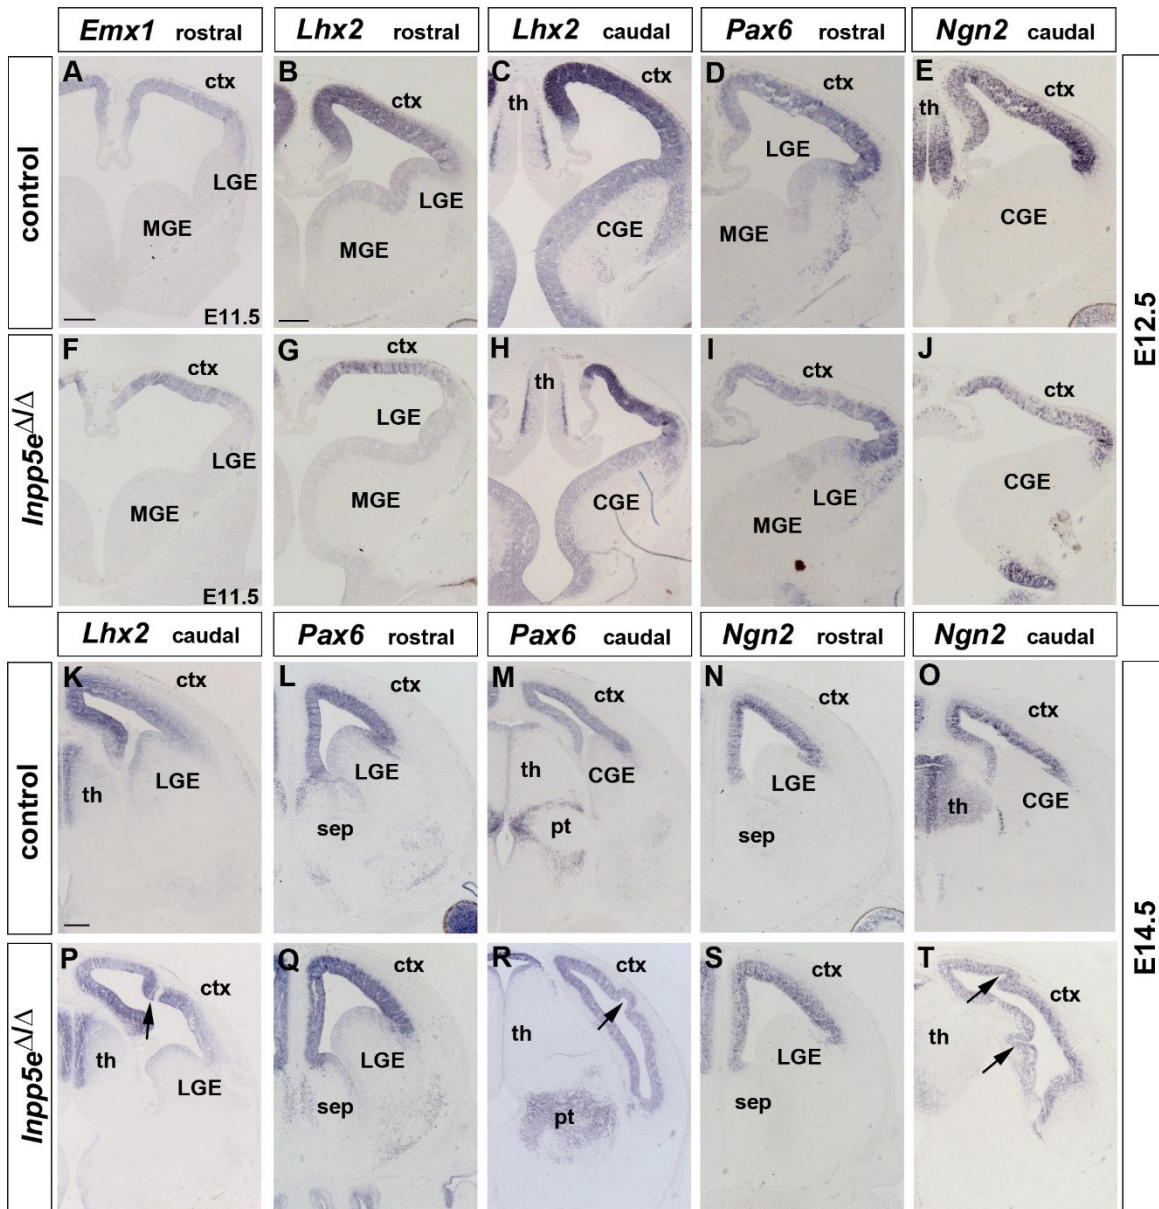 Emx1 rostral
Lhx2 rostral
Lhx2 caudal
Pax6 rostral
Ngn2 caudal
control
A
ctx
LGE
MGE
E11.5
B
ctx
LGE
MGE
C
th
ctx
CGE
D
ctx
LGE
MGE
E
th
ctx
CGE
E12.5
Inpp5eΔ/Δ
F
ctx
LGE
MGE
E11.5
G
ctx
LGE
MGE
H
th
ctx
CGE
I
ctx
LGE
MGE
J
ctx
CGE
Lhx2 caudal
Pax6 rostral
Pax6 caudal
Ngn2 rostral
Ngn2 caudal
control
K
ctx
th
LGE
L
ctx
LGE
sep
M
ctx
th
CGE
pt
N
ctx
LGE
sep
O
ctx
th
CGE
E14.5
Inpp5eΔ/Δ
P
ctx
th
LGE
Q
ctx
LGE
sep
R
ctx
th
pt
S
ctx
LGE
sep
T
ctx
th